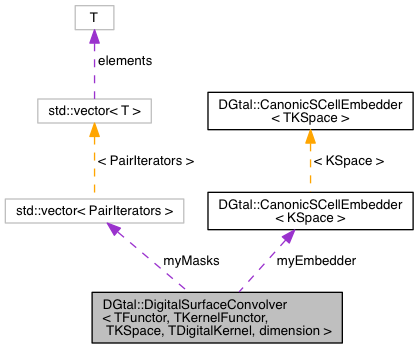 T
elements
std::vector< T >
DGtal::CanonicSCellEmbedder
< TKSpace >
< PairIterators >
< KSpace >
std::vector< PairIterators >
DGtal::CanonicSCellEmbedder
< KSpace >
myMasks
myEmbedder
DGtal::DigitalSurfaceConvolver
< TFunctor, TKernelFunctor,
TKSpace, TDigitalKernel, dimension >